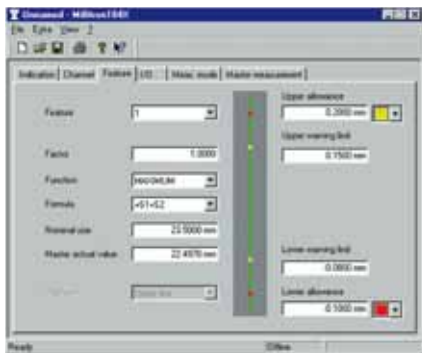 Unnamed - Millitron1840
File Extra View ?
Indication Channel Feature I/O Meas. mode Master measurement
Feature 1
Factor 1.0000
Function MAXIMUM
Formula +S1+S2
Nominal size 23.5000 mm
Master actual value 22.4970 mm
Upper allowance
0.2000 mm
Upper warning limit
0.1500 mm
Lower warning limit
0.0800 mm
Lower allowance
0.1000 mm
Ready Offline